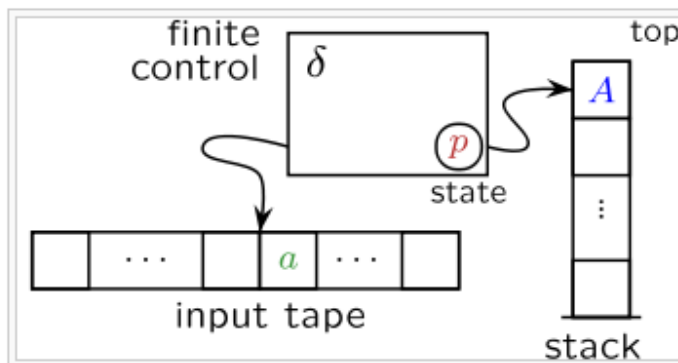 finite
control
δ
top
A
p
state
··· a ···
⋮
input tape
stack